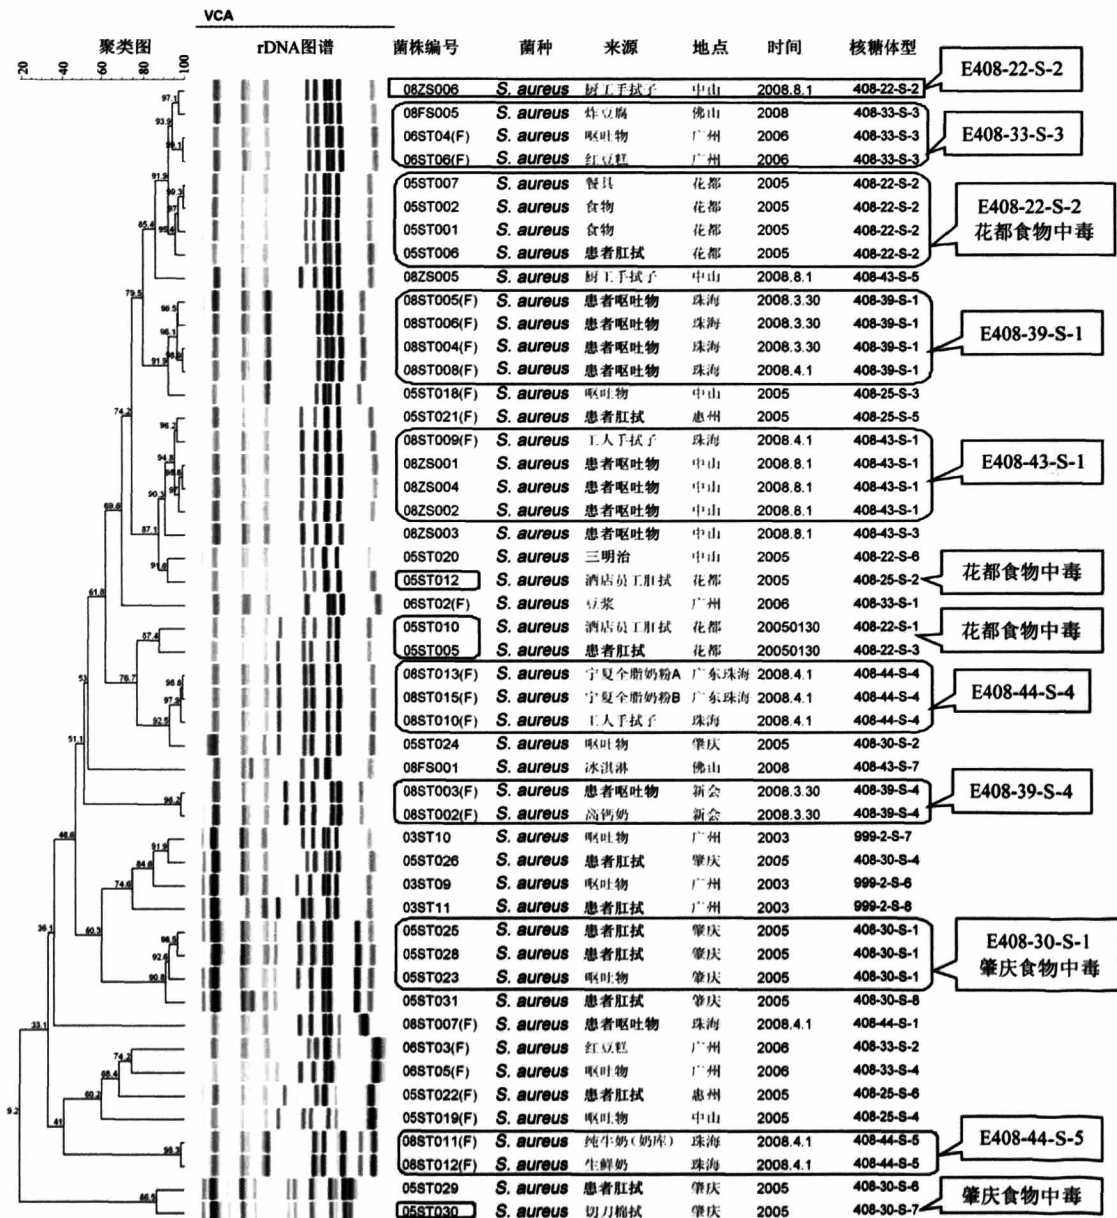 VCA
聚类图 rDNA图谱 菌株编号 菌种 来源 地点 时间 核糖体型
20 40 60 80 100
08ZS006 S. aureus 厨工手拭子 中山 2008.8.1 408-22-S-2
E408-22-S-2
08FS005 S. aureus 炸豆腐 佛山 2008 408-33-S-3
06ST04(F) S. aureus 呕吐物 广州 2006 408-33-S-3
06ST06(F) S. aureus 红豆糕 广州 2006 408-33-S-3
E408-33-S-3
05ST007 S. aureus 餐具 花都 2005 408-22-S-2
05ST002 S. aureus 食物 花都 2005 408-22-S-2
05ST001 S. aureus 食物 花都 2005 408-22-S-2
05ST006 S. aureus 患者肛拭 花都 2005 408-22-S-2
E408-22-S-2
花都食物中毒
08ZS005 S. aureus 厨工手拭子 中山 2008.8.1 408-43-S-5
08ST005(F) S. aureus 患者呕吐物 珠海 2008.3.30 408-39-S-1
08ST006(F) S. aureus 患者呕吐物 珠海 2008.3.30 408-39-S-1
08ST004(F) S. aureus 患者呕吐物 珠海 2008.3.30 408-39-S-1
08ST008(F) S. aureus 患者呕吐物 珠海 2008.4.1 408-39-S-1
E408-39-S-1
05ST018(F) S. aureus 呕吐物 中山 2005 408-25-S-3
05ST021(F) S. aureus 患者肛拭 惠州 2005 408-25-S-5
08ST009(F) S. aureus 工人手拭子 珠海 2008.4.1 408-43-S-1
08ZS001 S. aureus 患者呕吐物 中山 2008.8.1 408-43-S-1
08ZS004 S. aureus 患者呕吐物 中山 2008.8.1 408-43-S-1
08ZS002 S. aureus 患者呕吐物 中山 2008.8.1 408-43-S-1
E408-43-S-1
08ZS003 S. aureus 患者呕吐物 中山 2008.8.1 408-43-S-3
05ST020 S. aureus 三明治 中山 2005 408-22-S-6
05ST012 S. aureus 酒店员工肛拭 花都 2005 408-25-S-2
花都食物中毒
06ST02(F) S. aureus 豆浆 广州 2006 408-33-S-1
05ST010 S. aureus 酒店员工肛拭 花都 20050130 408-22-S-1
05ST005 S. aureus 患者肛拭 花都 20050130 408-22-S-3
花都食物中毒
08ST013(F) S. aureus 宁夏全脂奶粉A 广东珠海 2008.4.1 408-44-S-4
08ST015(F) S. aureus 宁夏全脂奶粉B 广东珠海 2008.4.1 408-44-S-4
08ST010(F) S. aureus 工人手拭子 珠海 2008.4.1 408-44-S-4
E408-44-S-4
05ST024 S. aureus 呕吐物 肇庆 2005 408-30-S-2
08FS001 S. aureus 冰淇淋 佛山 2008 408-43-S-7
08ST003(F) S. aureus 患者呕吐物 新会 2008.3.30 408-39-S-4
08ST002(F) S. aureus 高钙奶 新会 2008.3.30 408-39-S-4
E408-39-S-4
03ST10 S. aureus 呕吐物 广州 2003 999-2-S-7
05ST026 S. aureus 患者肛拭 肇庆 2005 408-30-S-4
03ST09 S. aureus 呕吐物 广州 2003 999-2-S-6
03ST11 S. aureus 患者肛拭 广州 2003 999-2-S-8
05ST025 S. aureus 患者肛拭 肇庆 2005 408-30-S-1
05ST028 S. aureus 患者肛拭 肇庆 2005 408-30-S-1
05ST023 S. aureus 呕吐物 肇庆 2005 408-30-S-1
E408-30-S-1
肇庆食物中毒
05ST031 S. aureus 患者肛拭 肇庆 2005 408-30-S-8
08ST007(F) S. aureus 患者呕吐物 珠海 2008.4.1 408-44-S-1
06ST03(F) S. aureus 红豆糕 广州 2006 408-33-S-2
06ST05(F) S. aureus 呕吐物 广州 2006 408-33-S-4
05ST022(F) S. aureus 患者肛拭 惠州 2005 408-25-S-6
05ST019(F) S. aureus 呕吐物 中山 2005 408-25-S-4
08ST011(F) S. aureus 纯牛奶(奶库) 珠海 2008.4.1 408-44-S-5
08ST012(F) S. aureus 生鲜奶 珠海 2008.4.1 408-44-S-5
E408-44-S-5
05ST029 S. aureus 患者肛拭 肇庆 2005 408-30-S-6
05ST030 S. aureus 切刀棉拭 肇庆 2005 408-30-S-7
肇庆食物中毒